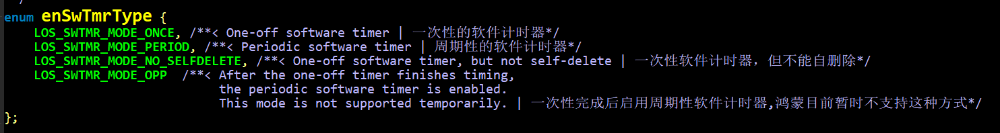 */
enum enSwTmrType {
    LOS_SWTMR_MODE_ONCE, /**< One-off software timer | 一次性的软件计时器*/
    LOS_SWTMR_MODE_PERIOD, /**< Periodic software timer | 周期性的软件计时器*/
    LOS_SWTMR_MODE_NO_SELFDELETE, /**< One-off software timer, but not self-delete | 一次性软件计时器，但不能自删除*/
    LOS_SWTMR_MODE_OPP  /**< After the one-off timer finishes timing,
                             the periodic software timer is enabled.
                             This mode is not supported temporarily. | 一次性完成后启用周期性软件计时器,鸿蒙目前暂时不支持这种方式*/
};